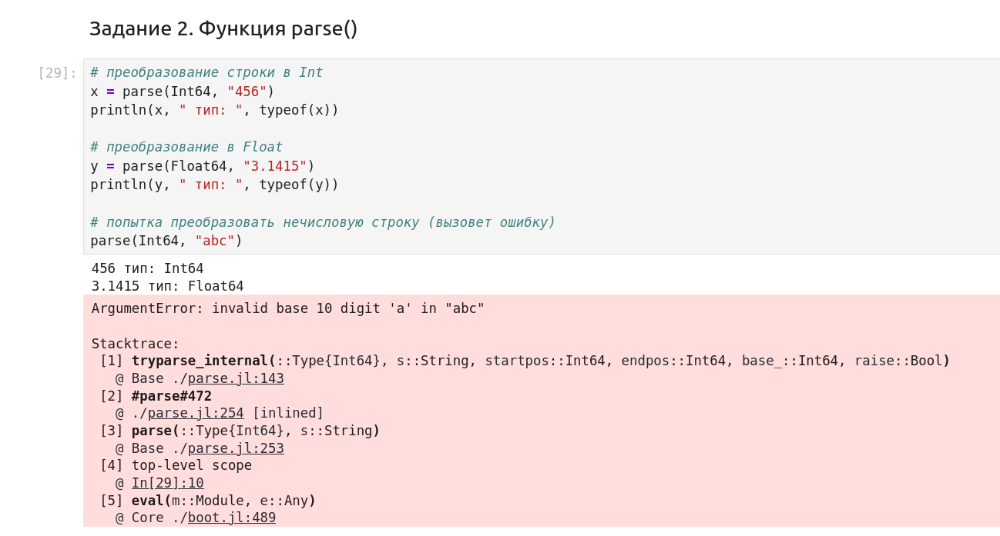 Задание 2. Функция parse()
[29]:
# преобразование строки в Int
x = parse(Int64, "456")
println(x, " тип: ", typeof(x))
# преобразование в Float
y = parse(Float64, "3.1415")
println(y, " тип: ", typeof(y))
# попытка преобразовать нечисловую строку (вызовет ошибку)
parse(Int64, "abc")
456 тип: Int64
3.1415 тип: Float64
ArgumentError: invalid base 10 digit 'a' in "abc"
Stacktrace:
[1] tryparse_internal(::Type{Int64}, s::String, startpos::Int64, endpos::Int64, base_::Int64, raise::Bool)
@ Base ./parse.jl:143
[2] #parse#472
@ ./parse.jl:254 [inlined]
[3] parse(::Type{Int64}, s::String)
@ Base ./parse.jl:253
[4] top-level scope
@ In[29]:10
[5] eval(m::Module, e::Any)
@ Core ./boot.jl:489